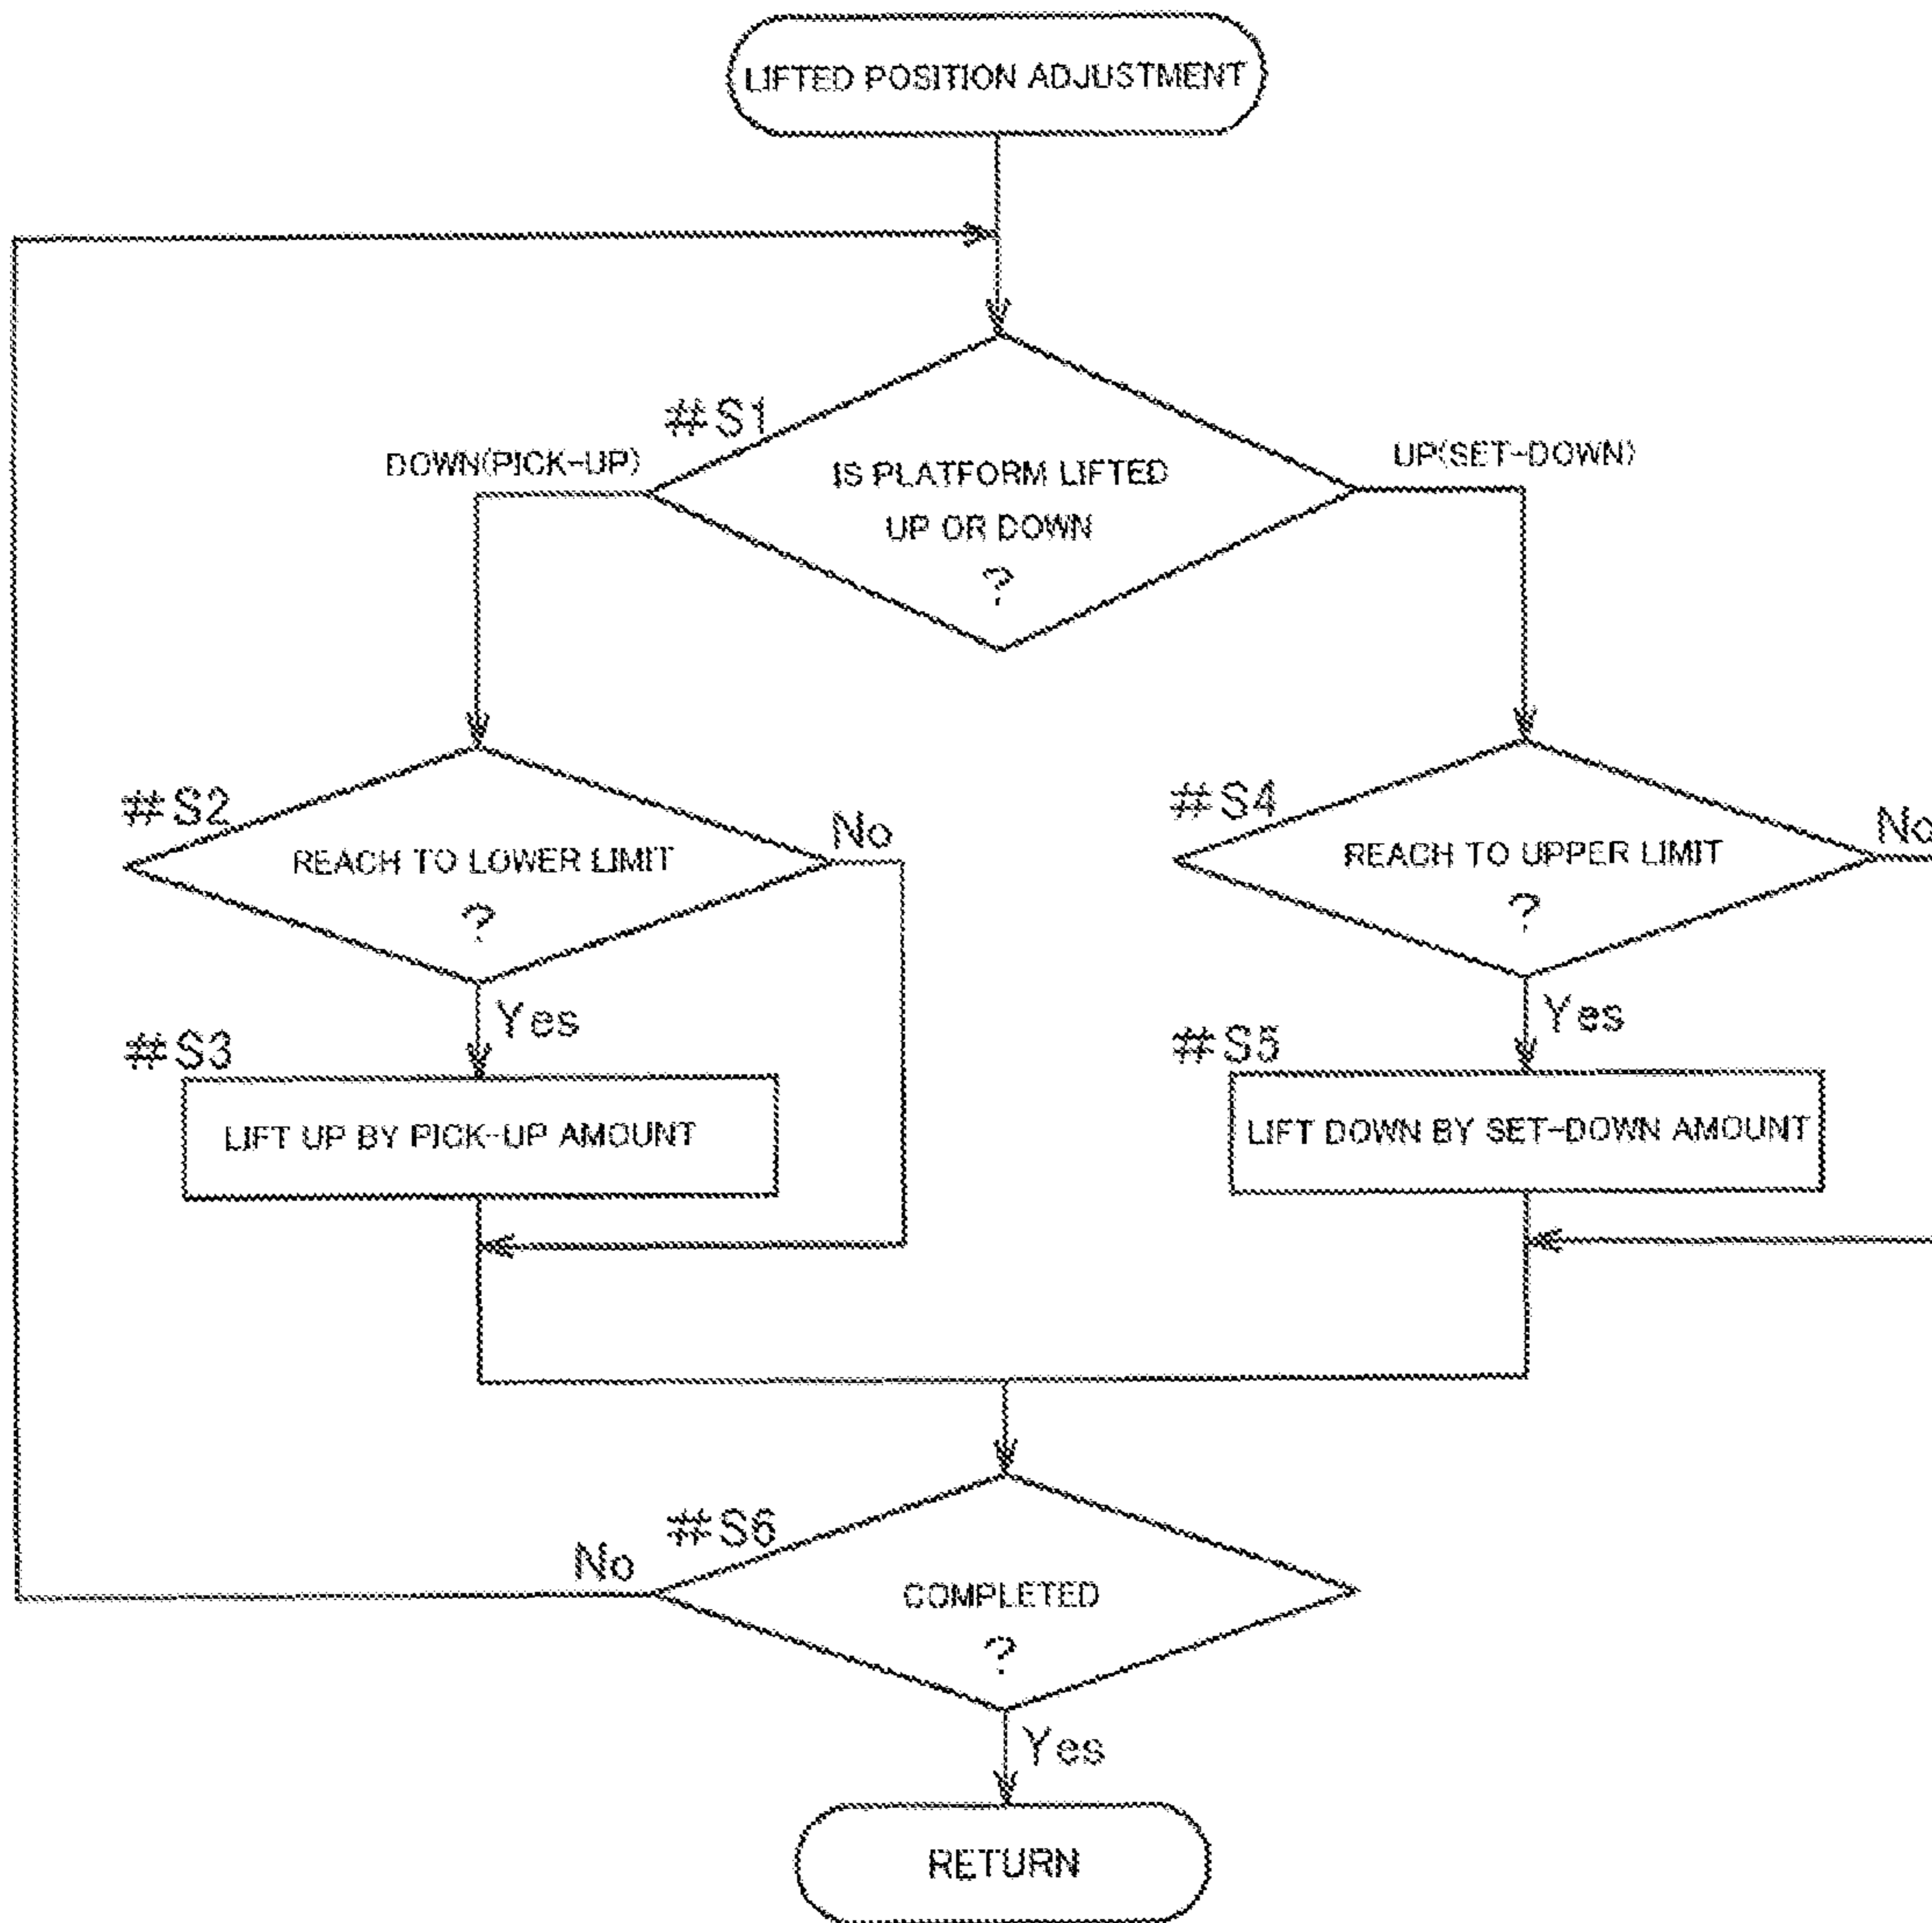 LIFTED POSITION ADJUSTMENT
#S1
DOWN(PICK-UP)
UP(SET-DOWN)
IS PLATFORM LIFTED
UP OR DOWN
?
#S2
No
REACH TO LOWER LIMIT
?
Yes
#S3
LIFT UP BY PICK-UP AMOUNT
#S4
No
REACH TO UPPER LIMIT
?
Yes
#S5
LIFT DOWN BY SET-DOWN AMOUNT
#S6
No
COMPLETED
?
Yes
RETURN